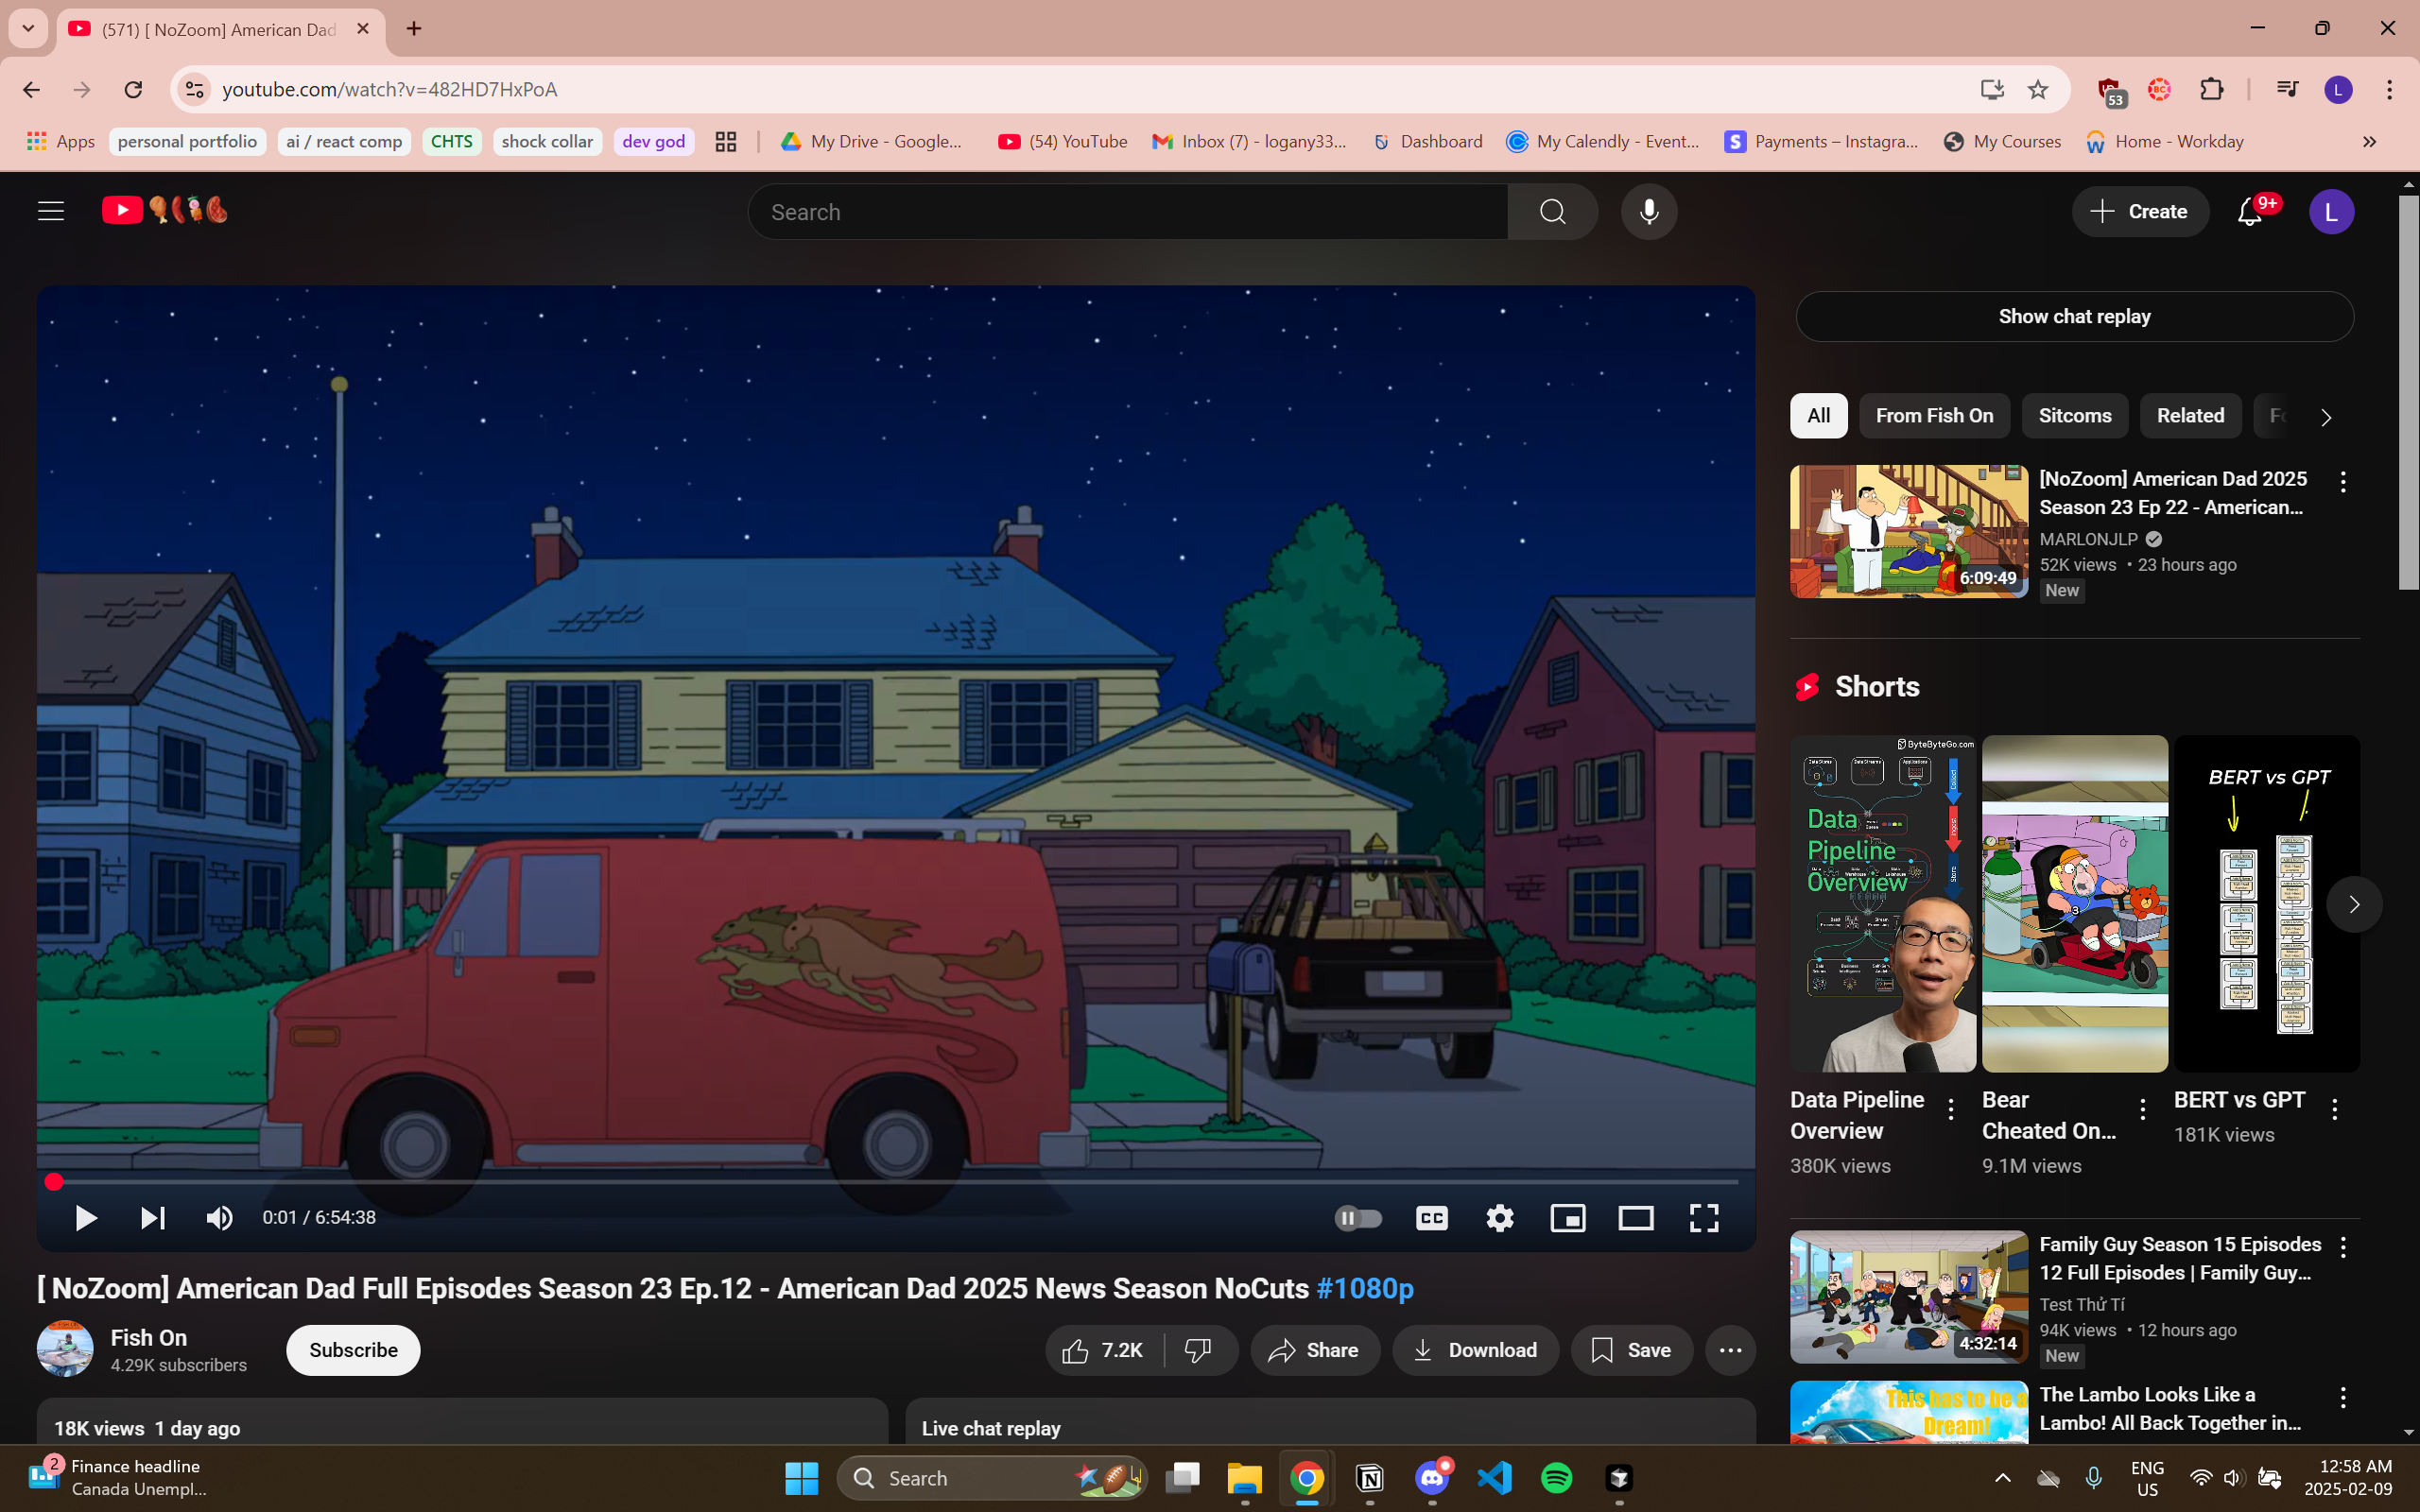 (571) [ NoZoom] American Dad
youtube.com/watch?v=482HD7HxPoA
53
BC
L
Apps
personal portfolio
ai / react comp
CHTS
shock collar
dev god
My Drive - Google...
(54) YouTube
Inbox (7) - logany33...
Dashboard
My Calendly - Event...
Payments – Instagra...
My Courses
Home - Workday
Search
Create
9+
L
Show chat replay
All
From Fish On
Sitcoms
Related
[NoZoom] American Dad 2025
Season 23 Ep 22 - American...
MARLONJLP
52K views • 23 hours ago
New
6:09:49
Shorts
ByteByteGo.com
Data
Pipeline
Overview
Collect
Ingest
Store
3
BERT vs GPT
Data Pipeline
Overview
380K views
Bear
Cheated On...
9.1M views
BERT vs GPT
181K views
0:01 / 6:54:38
CC
[ NoZoom] American Dad Full Episodes Season 23 Ep.12 - American Dad 2025 News Season NoCuts #1080p
Fish On
4.29K subscribers
Subscribe
7.2K
Share
Download
Save
18K views 1 day ago
Live chat replay
Family Guy Season 15 Episodes
12 Full Episodes | Family Guy...
Test Thử Tí
94K views • 12 hours ago
New
4:32:14
This has to be a
Dream!
The Lambo Looks Like a
Lambo! All Back Together in...
2
Finance headline
Canada Unempl...
Search
ENG
US
12:58 AM
2025-02-09